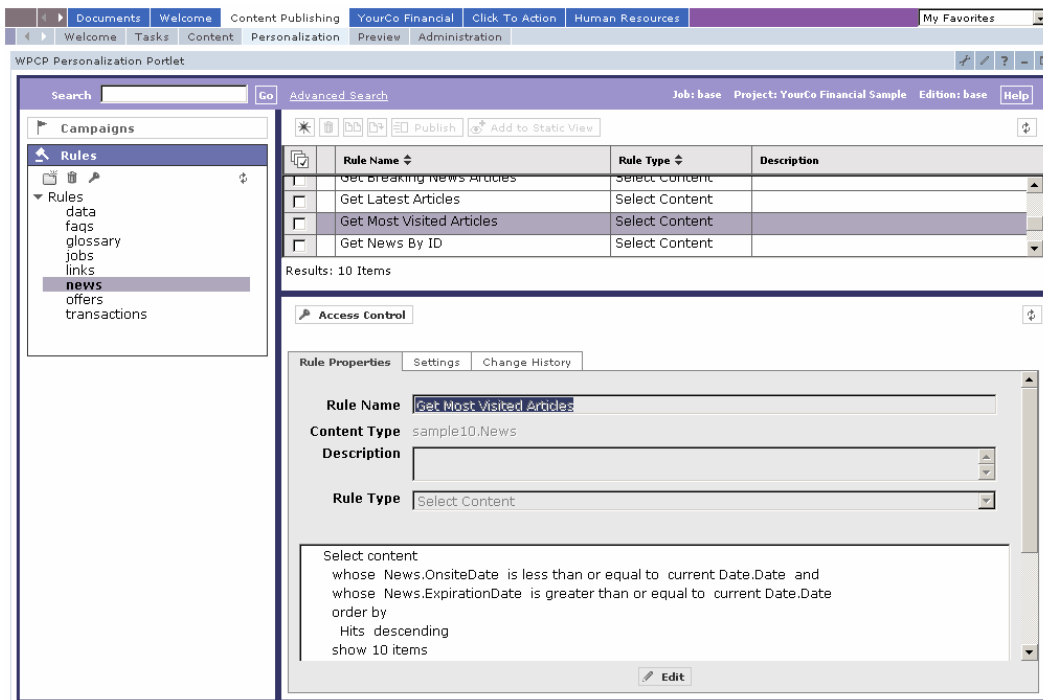 Documents Welcome Content Publishing YourCo Financial Click To Action Human Resources My Favorites
Welcome Tasks Content Personalization Preview Administration
WPCP Personalization Portlet
Search Go Advanced Search Job: base Project: YourCo Financial Sample Edition: base Help
Campaigns
Publish Add to Static View
Rules
Rule Name Rule Type Description
Get Breaking News Articles Select Content
Get Latest Articles Select Content
Get Most Visited Articles Select Content
Get News By ID Select Content
Results: 10 Items
Rules
data
faqs
glossary
jobs
links
news
offers
transactions
Access Control
Rule Properties Settings Change History
Rule Name Get Most Visited Articles
Content Type sample10.News
Description
Rule Type Select Content
Select content
whose News.OnsiteDate is less than or equal to current Date.Date and
whose News.ExpirationDate is greater than or equal to current Date.Date
order by
Hits descending
show 10 items
Edit